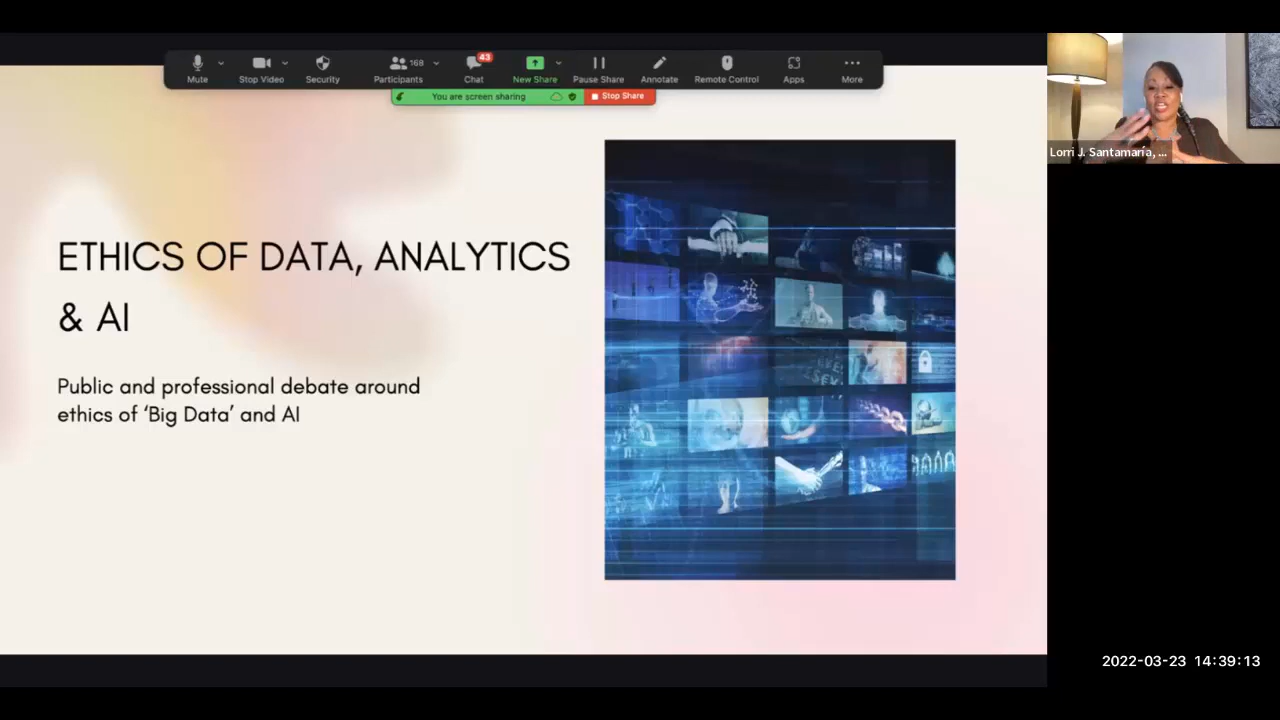 Mute
Stop Video
Security
168
Participants
43
Chat
New Share
Pause Share
Annotate
Remote Control
Apps
More
You are screen sharing
Stop Share
ETHICS OF DATA, ANALYTICS
& AI
Public and professional debate around
ethics of ‘Big Data’ and AI
Lorri J. Santamaría, ...
2022-03-23 14:39:13